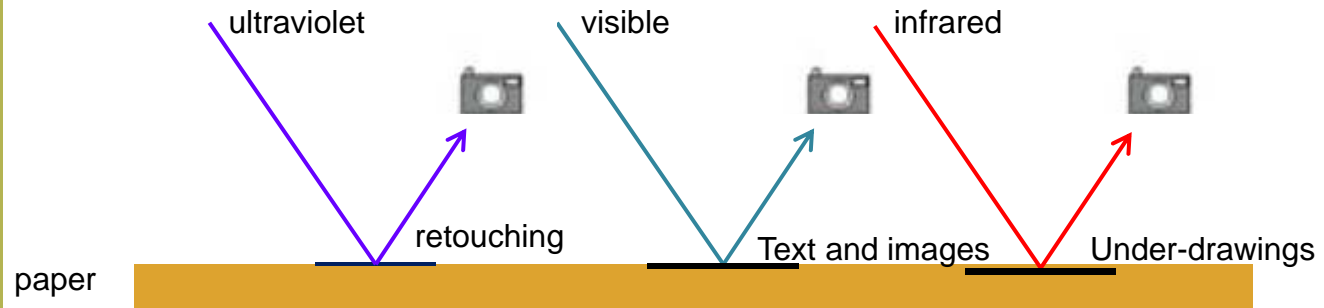 ultraviolet visible infrared
retouching Text and images Under-drawings
paper